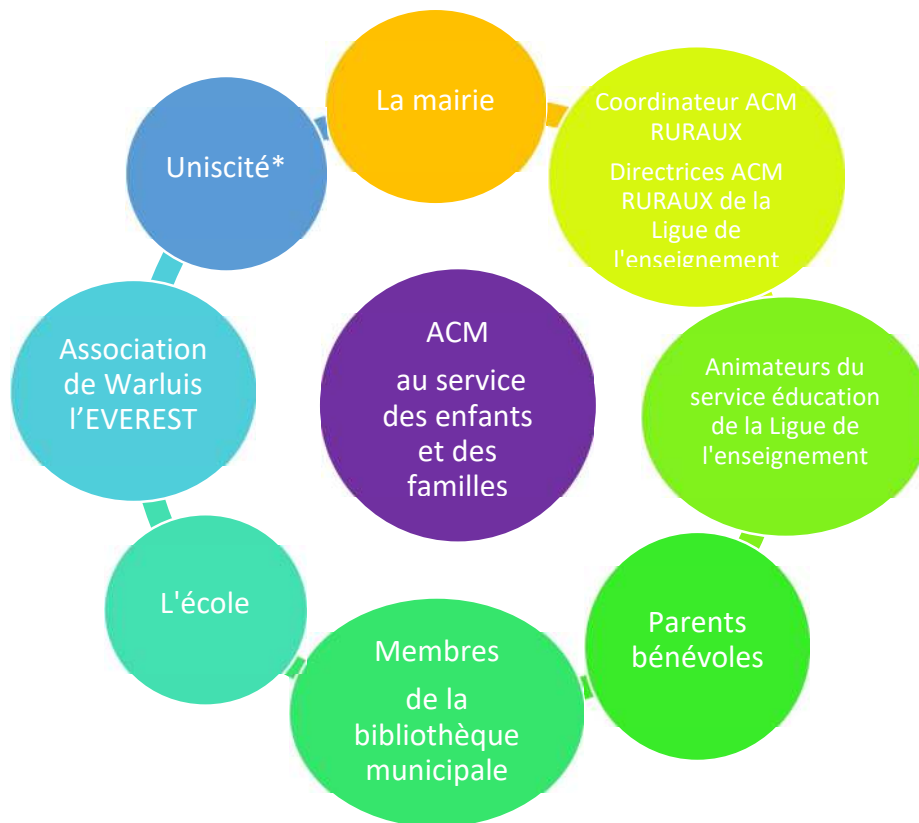 La mairie
Coordinateur ACM
RURAUX
Directrices ACM
RURAUX de la
Ligue de
l'enseignement
Uniscité*
ACM
au service
des enfants
et des
familles
Association
de Warluis
l’EVEREST
Animateurs du
service éducation
de la Ligue de
l'enseignement
L'école
Parents
bénévoles
Membres
de la
bibliothèque
municipale